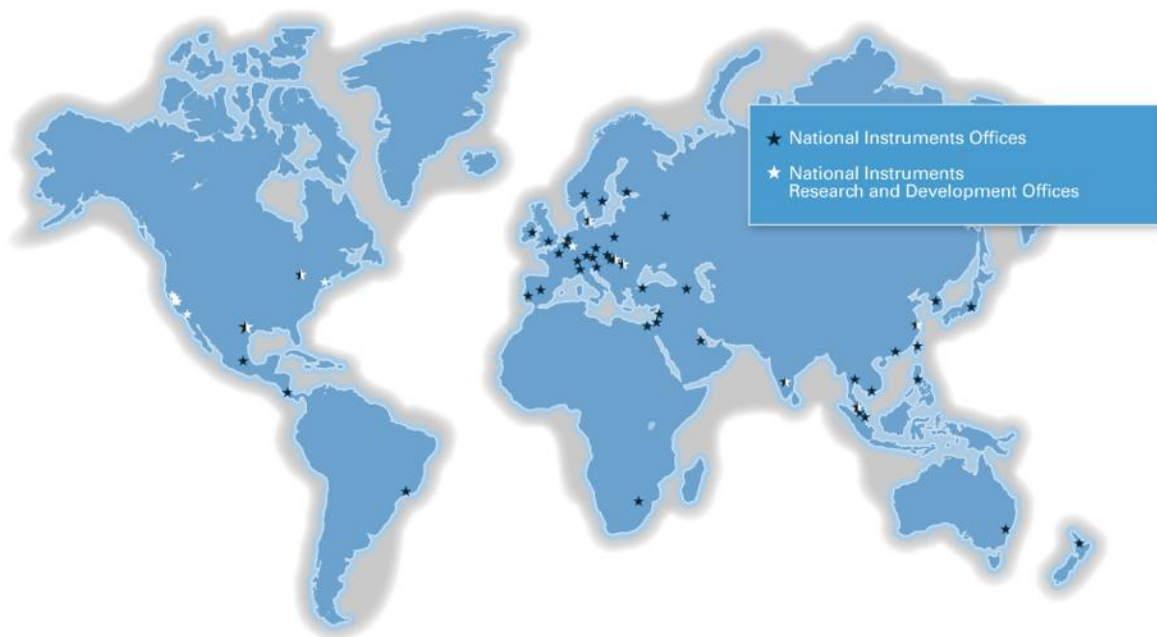 National Instruments Offices
National Instruments
Research and Development Offices